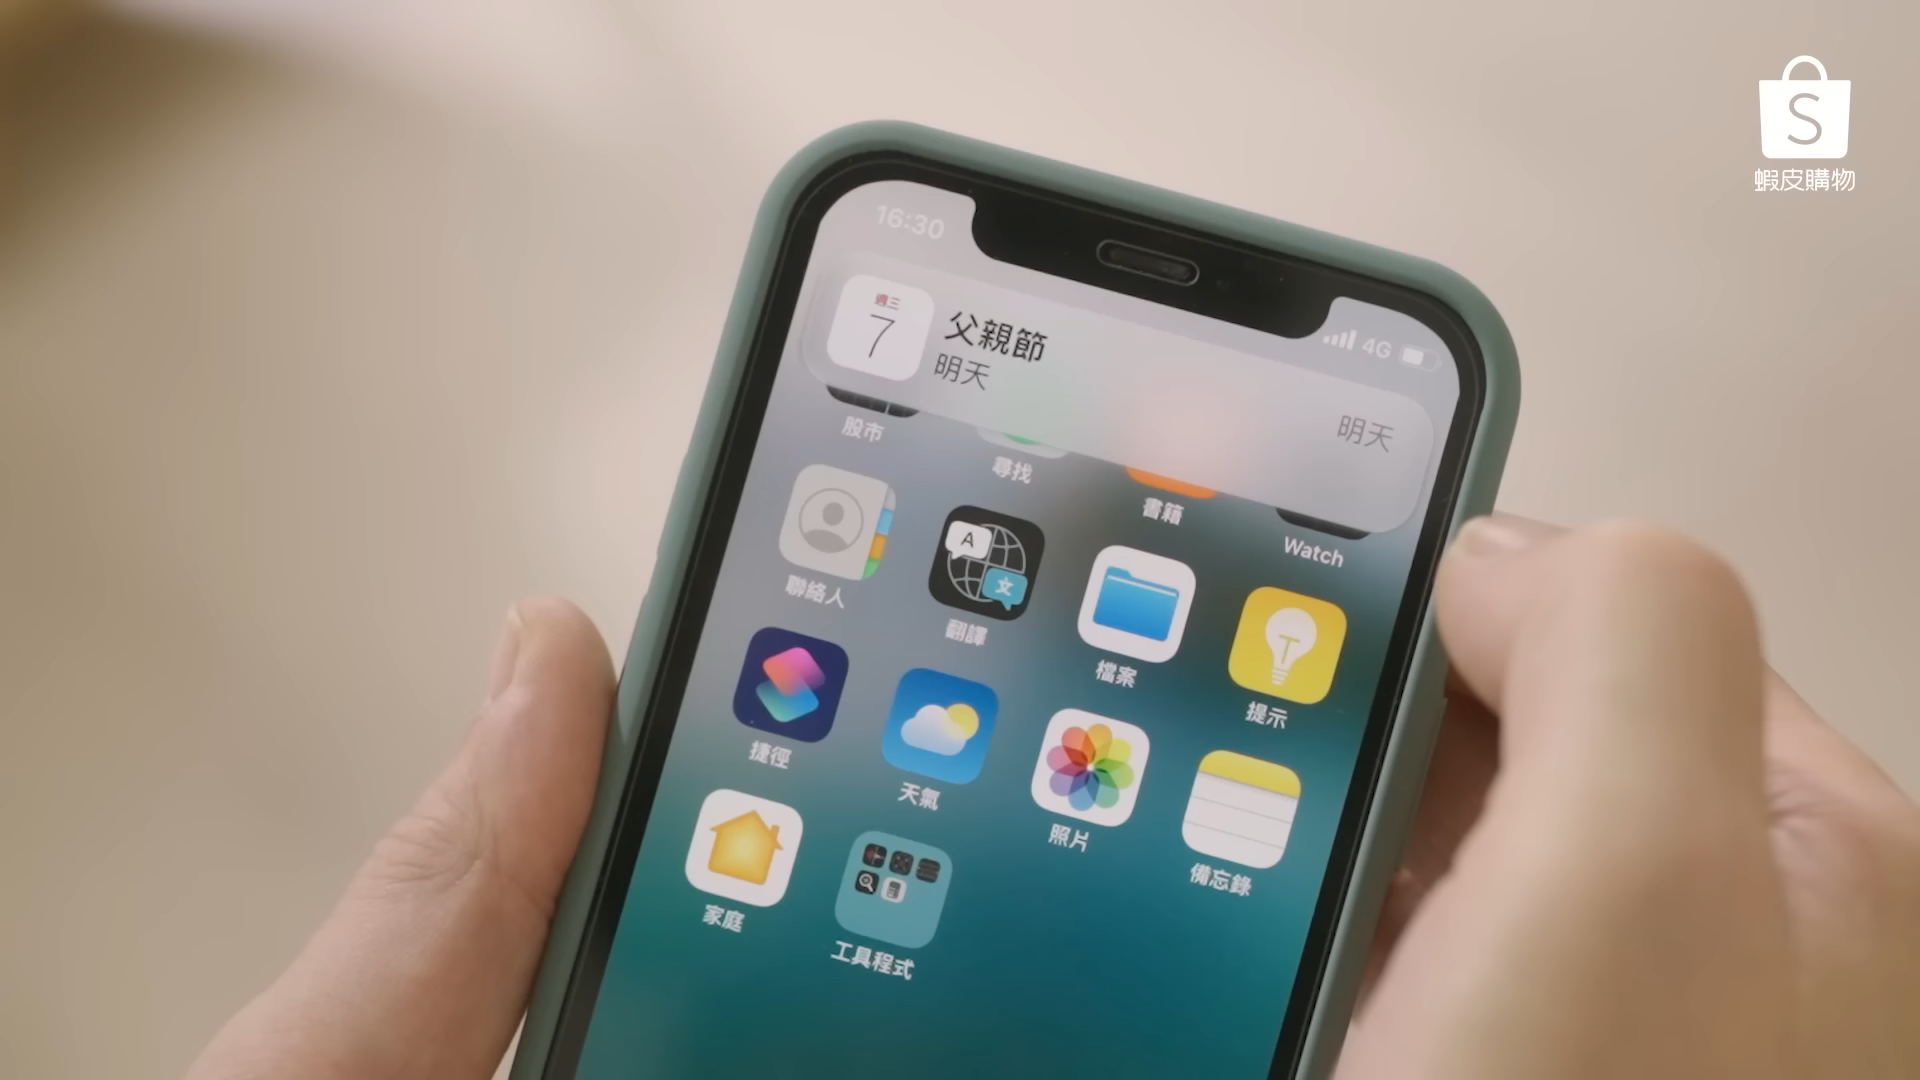 S
蝦皮購物
16:30
4G
週三
7
父親節
明天
明天
股市
尋找
書籍
Watch
聯絡人
A
文
翻譯
檔案
提示
捷徑
天氣
照片
備忘錄
家庭
工具程式